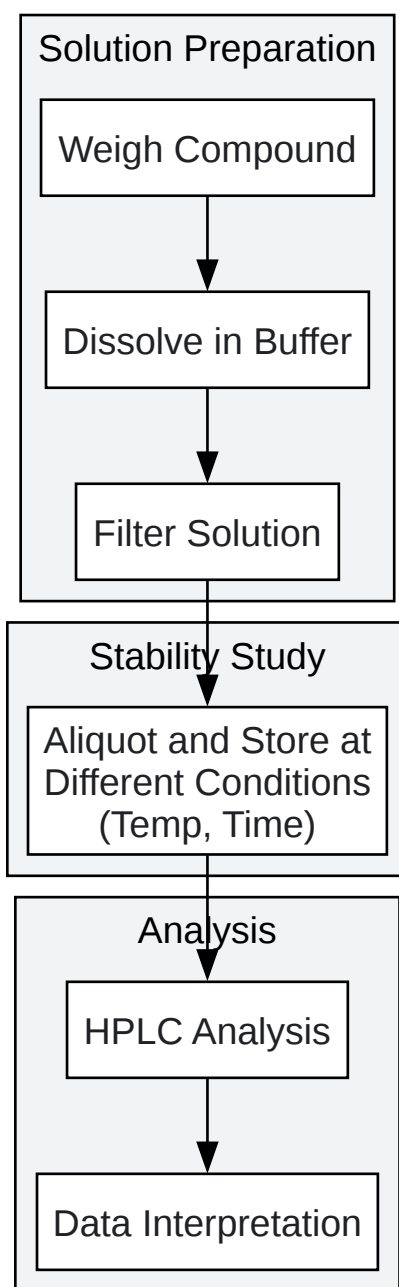 Solution Preparation
Weigh Compound
Dissolve in Buffer
Filter Solution
Stability Study
Aliquot and Store at
Different Conditions
(Temp, Time)
Analysis
HPLC Analysis
Data Interpretation